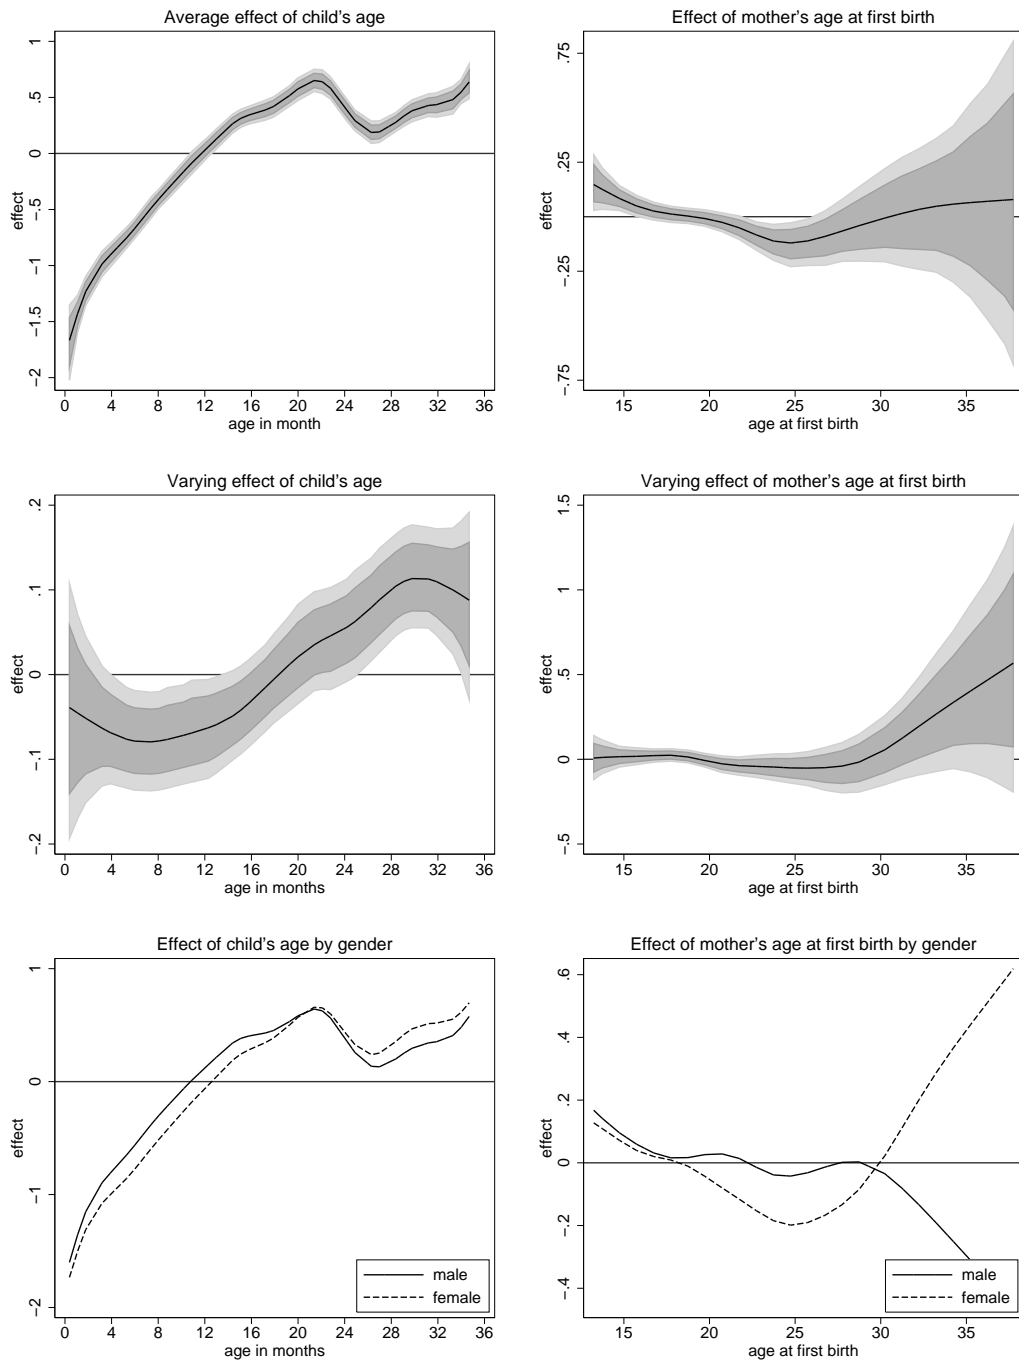 Average effect of child's age
effect
1
.5
0
-.5
-1
-1.5
-2
0 4 8 12 16 20 24 28 32 36
age in month
Effect of mother's age at first birth
effect
.75
.25
-.25
-.75
15 20 25 30 35
age at first birth
Varying effect of child's age
effect
.2
.1
0
-.1
-.2
0 4 8 12 16 20 24 28 32 36
age in months
Varying effect of mother's age at first birth
effect
1.5
1
.5
0
-.5
15 20 25 30 35
age at first birth
Effect of child's age by gender
effect
1
0
-1
-2
male
female
0 4 8 12 16 20 24 28 32 36
age in months
Effect of mother's age at first birth by gender
effect
.6
.4
.2
0
-.2
-.4
male
female
15 20 25 30 35
age at first birth